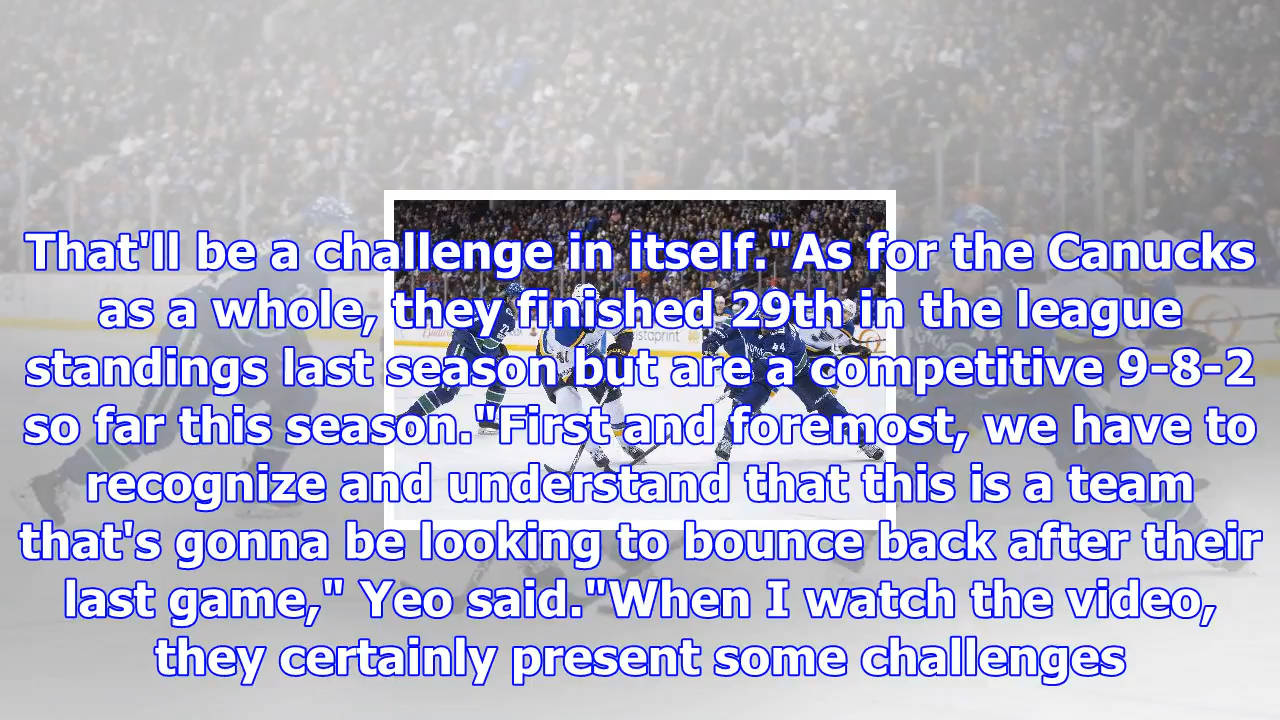 That'll be a challenge in itself."As for the Canucks
as a whole, they finished 29th in the league
standings last season but are a competitive 9-8-2
so far this season."First and foremost, we have to
recognize and understand that this is a team
that's gonna be looking to bounce back after their
last game," Yeo said."When I watch the video,
they certainly present some challenges
44